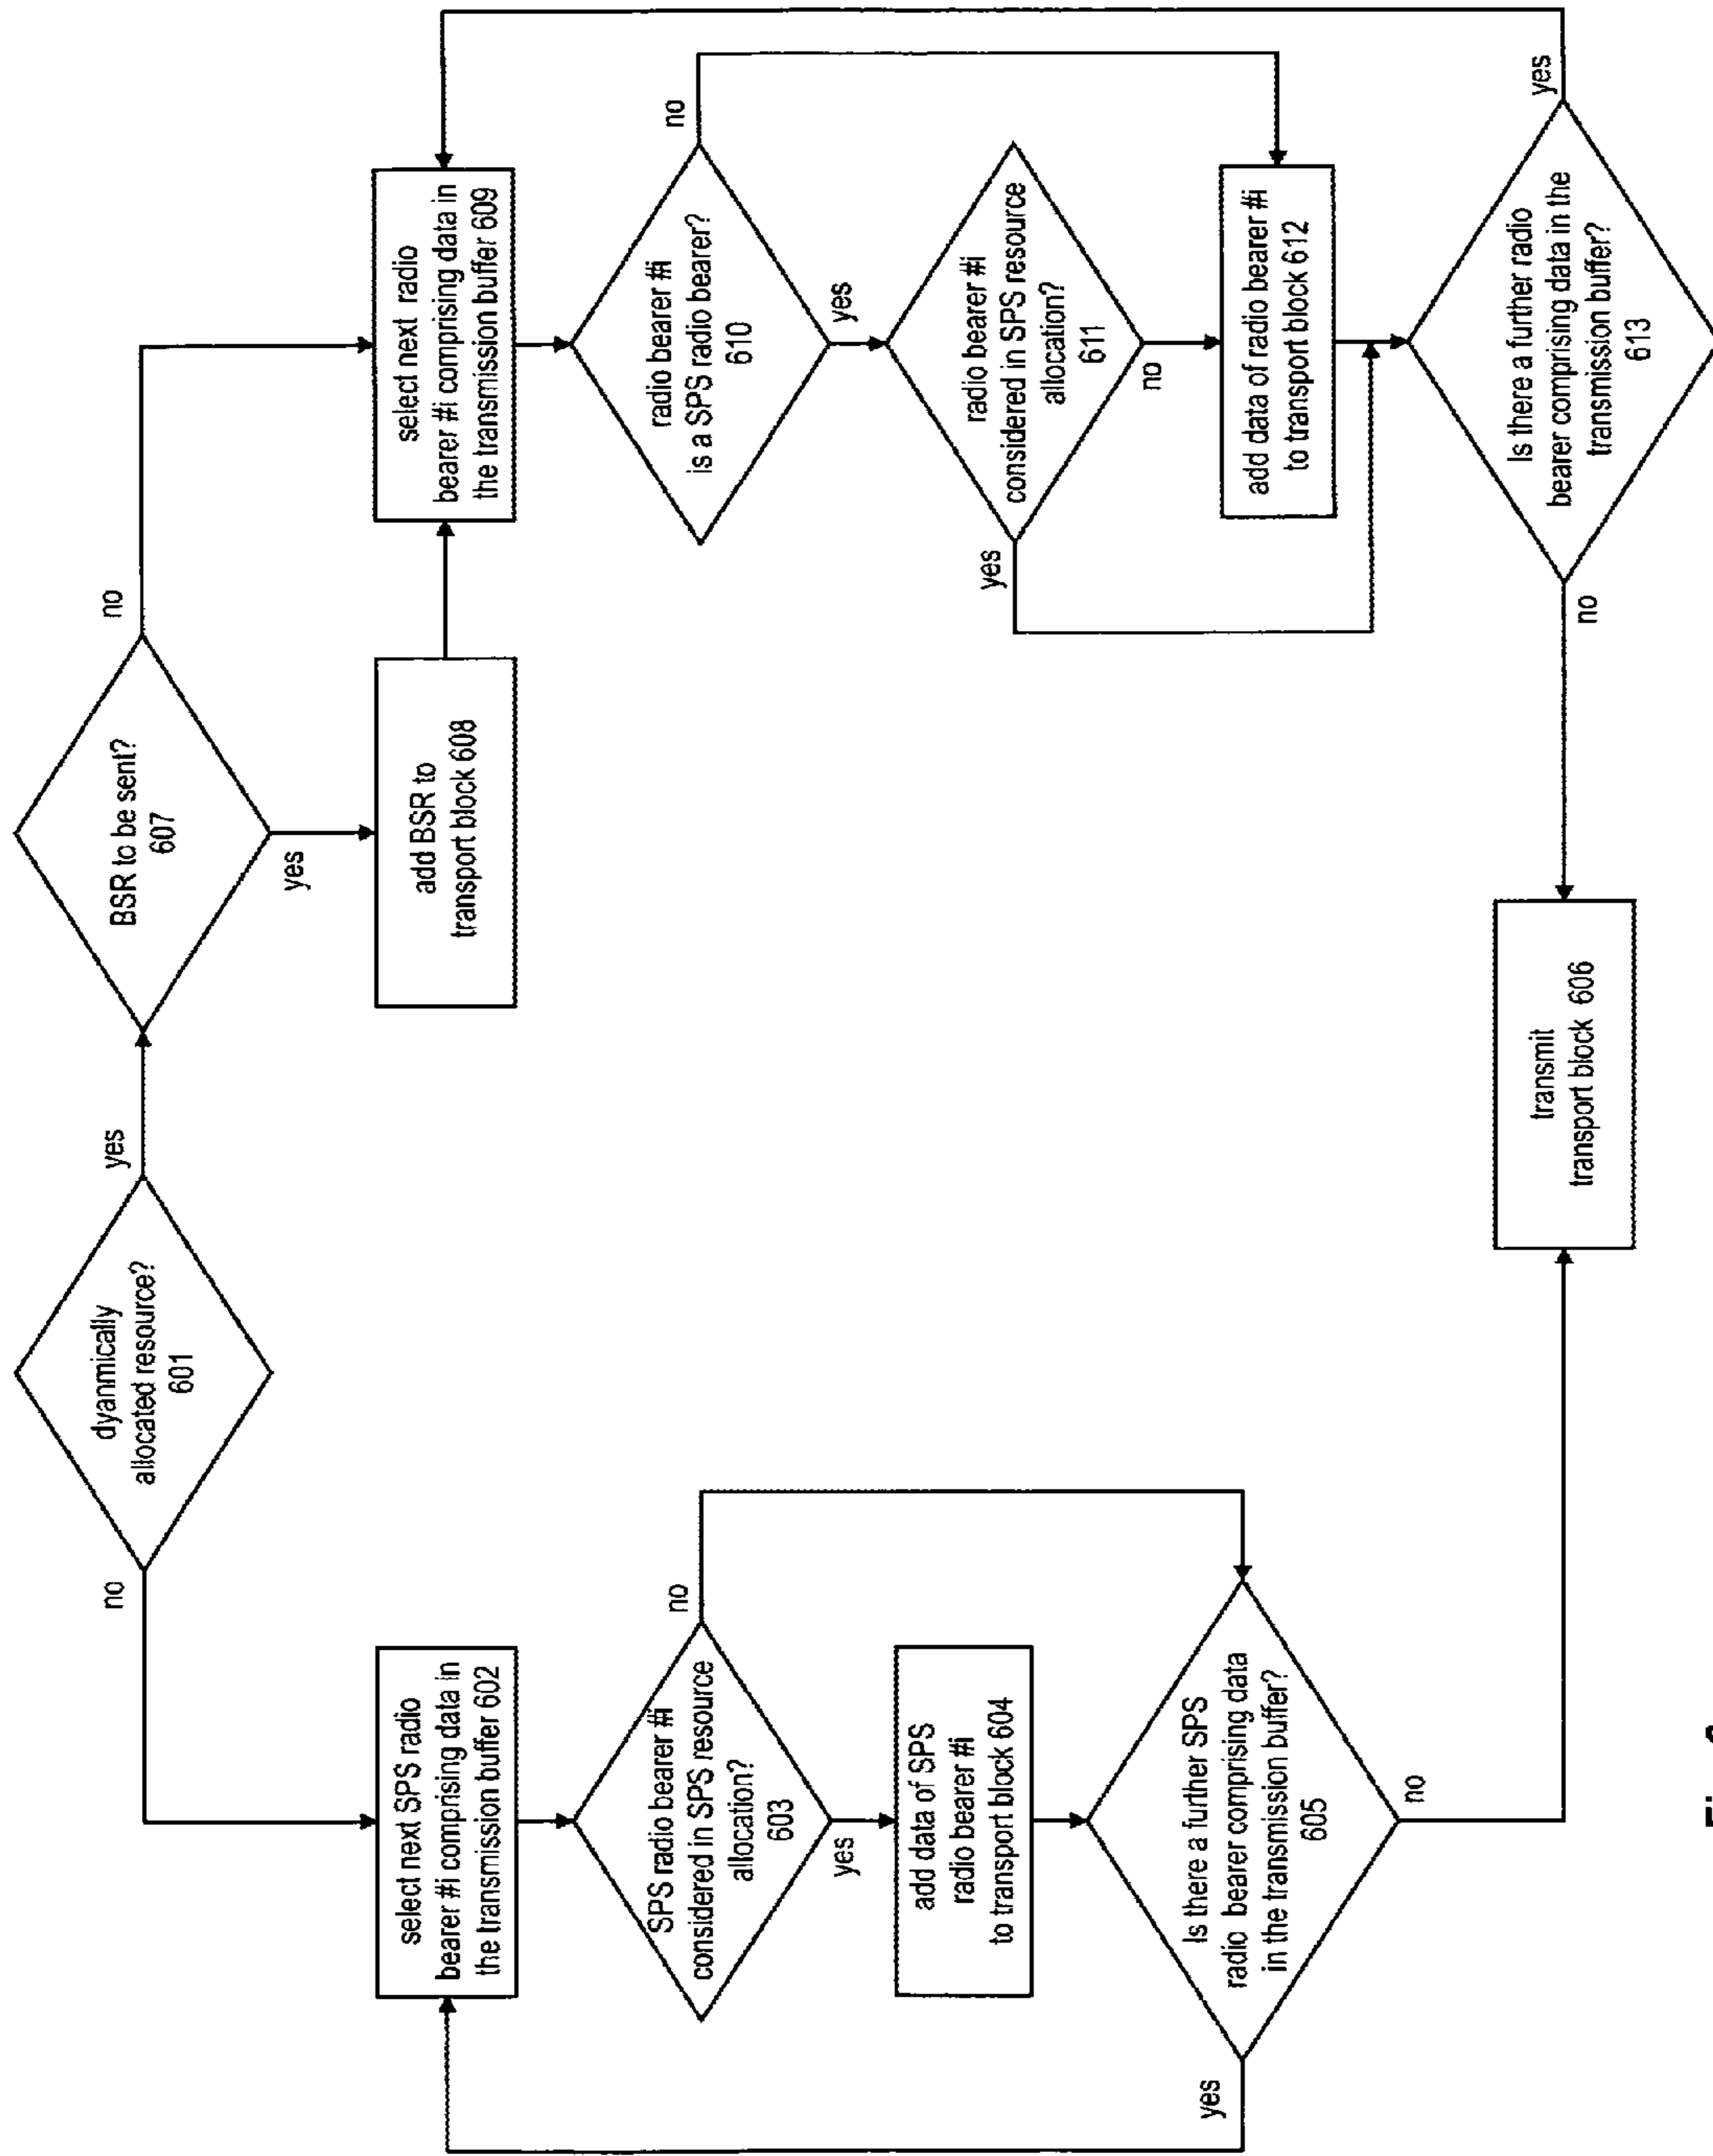 dyanmically
allocated resource?
601
no
yes
BSR to be sent?
607
no
yes
select next SPS radio
bearer #i comprising data in
the transmission buffer 602
add BSR to
transport block 608
select next radio
bearer #i comprising data in
the transmission buffer 609
SPS radio bearer #i
considered in SPS resource
allocation?
603
no
yes
radio bearer #i
is a SPS radio bearer?
610
no
yes
add data of SPS
radio bearer #i
to transport block 604
radio bearer #i
considered in SPS resource
allocation?
611
yes
no
Is there a further SPS
radio bearer comprising data
in the transmission buffer?
605
yes
no
add data of radio bearer #i
to transport block 612
Is there a further radio
bearer comprising data in the
transmission buffer?
613
no
yes
transmit
transport block 606